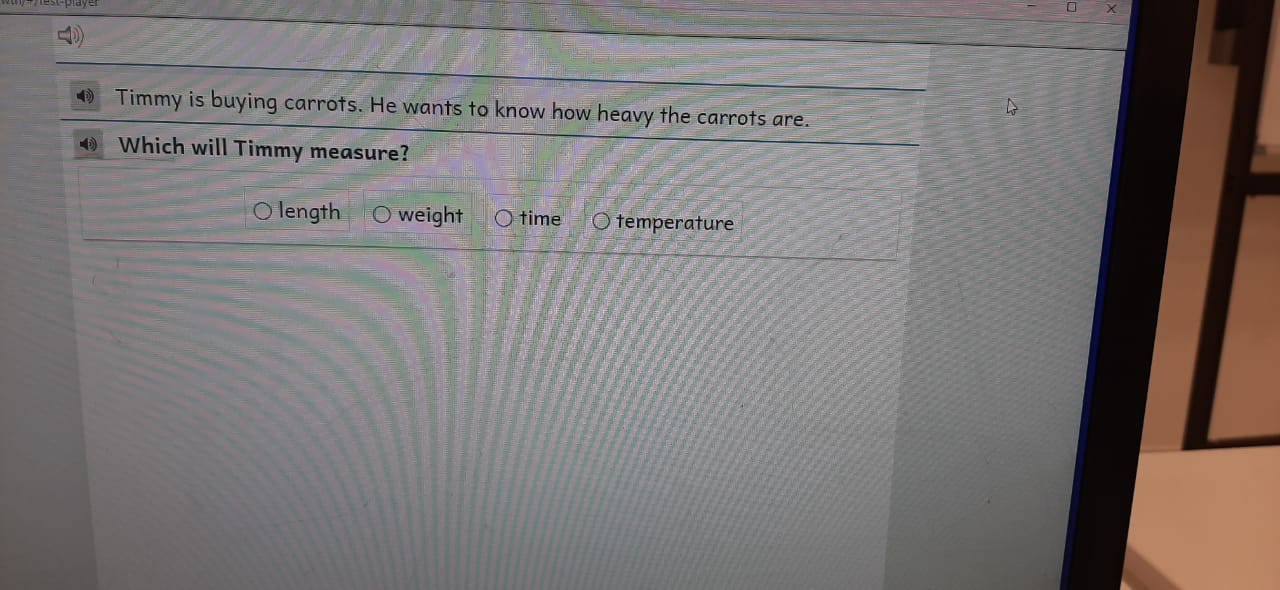 test-player
Timmy is buying carrots. He wants to know how heavy the carrots are.
Which will Timmy measure?
length weight time temperature